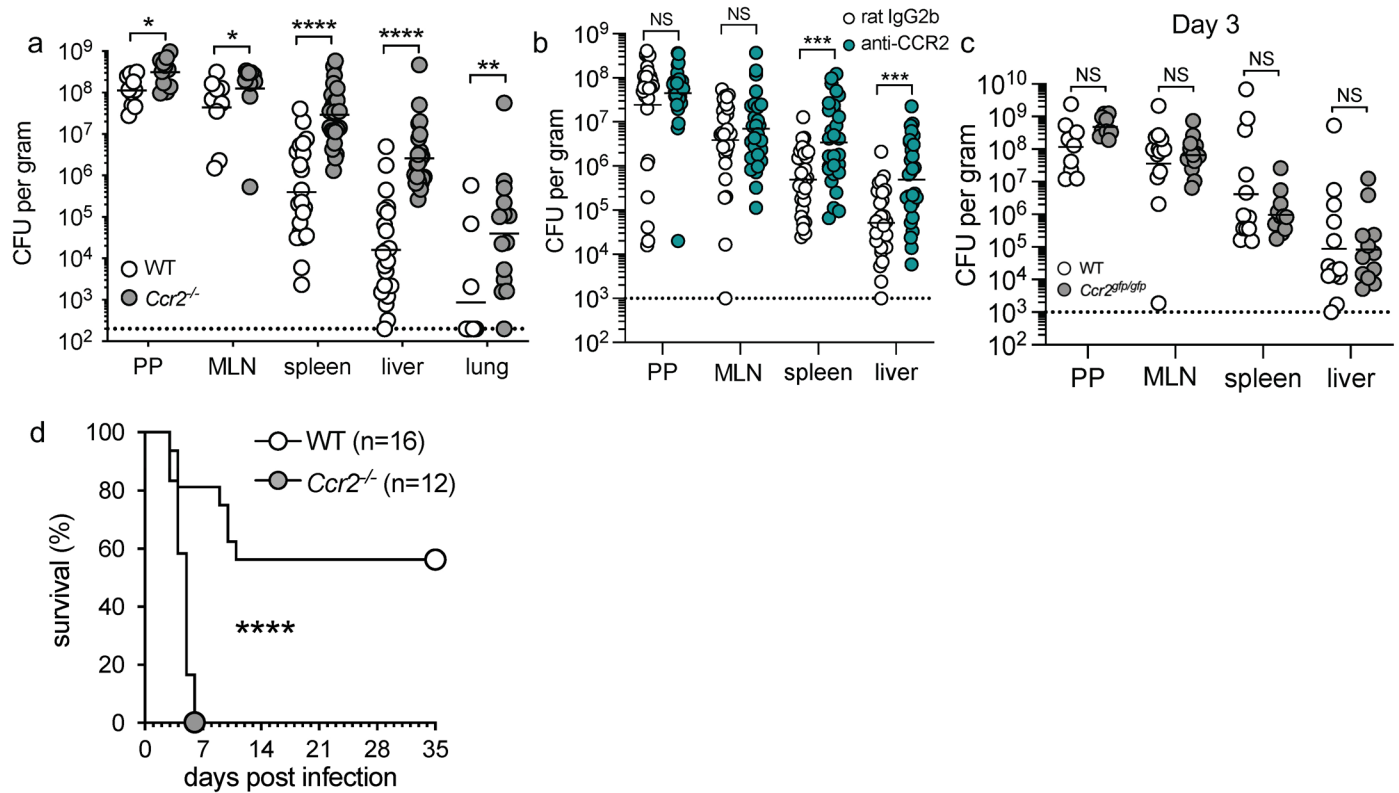 a
* * **** **** **
10⁹
10⁸
10⁷
10⁶
10⁵
10⁴
10³
10²
CFU per gram
WT
Ccr2⁻/⁻
PP MLN spleen liver lung
b
rat IgG2b
anti-CCR2
NS NS *** ***
10⁹
10⁸
10⁷
10⁶
10⁵
10⁴
10³
10²
CFU per gram
PP MLN spleen liver
c
Day 3
NS NS NS NS
10¹⁰
10⁹
10⁸
10⁷
10⁶
10⁵
10⁴
10³
10²
CFU per gram
WT
Ccr2ᵍᶠᵖ/ᵍᶠᵖ
PP MLN spleen liver
d
WT (n=16)
Ccr2⁻/⁻ (n=12)
100
80
60
40
20
0
survival (%)
****
0 7 14 21 28 35
days post infection